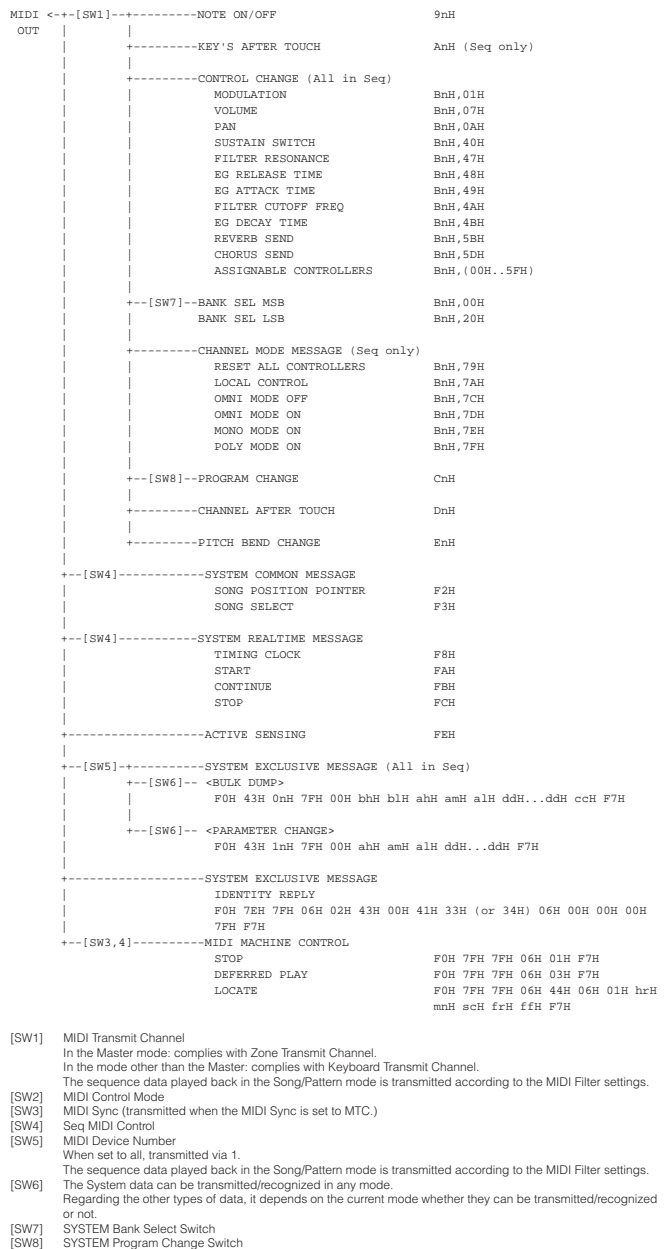 MIDI <-+-[SW1]--+---------NOTE ON/OFF 9nH
OUT | |
| +---------KEY'S AFTER TOUCH AnH (Seq only)
| |
| +---------CONTROL CHANGE (All in Seq)
| | MODULATION BnH,01H
| | VOLUME BnH,07H
| | PAN BnH,0AH
| | SUSTAIN SWITCH BnH,40H
| | FILTER RESONANCE BnH,47H
| | EG RELEASE TIME BnH,48H
| | EG ATTACK TIME BnH,49H
| | FILTER CUTOFF FREQ BnH,4AH
| | EG DECAY TIME BnH,4BH
| | REVERB SEND BnH,5BH
| | CHORUS SEND BnH,5DH
| | ASSIGNABLE CONTROLLERS BnH,(00H..5FH)
| |
| +--[SW7]--BANK SEL MSB BnH,00H
| | BANK SEL LSB BnH,20H
| |
| +---------CHANNEL MODE MESSAGE (Seq only)
| | RESET ALL CONTROLLERS BnH,79H
| | LOCAL CONTROL BnH,7AH
| | OMNI MODE OFF BnH,7CH
| | OMNI MODE ON BnH,7DH
| | MONO MODE ON BnH,7EH
| | POLY MODE ON BnH,7FH
| |
| +--[SW8]--PROGRAM CHANGE CnH
| |
| +---------CHANNEL AFTER TOUCH DnH
| |
| +---------PITCH BEND CHANGE EnH
|
+--[SW4]-----------SYSTEM COMMON MESSAGE
| SONG POSITION POINTER F2H
| SONG SELECT F3H
|
+--[SW4]-----------SYSTEM REALTIME MESSAGE
| TIMING CLOCK F8H
| START FAH
| CONTINUE FBH
| STOP FCH
|
+------------------ACTIVE SENSING FEH
|
+--[SW5]-+---------SYSTEM EXCLUSIVE MESSAGE (All in Seq)
| +--[SW6]-- <BULK DUMP>
| | F0H 43H 0nH 7FH 00H bhH blH ahH amH alH ddH...ddH ccH F7H
| |
| +--[SW6]-- <PARAMETER CHANGE>
| F0H 43H 1nH 7FH 00H ahH amH alH ddH...ddH F7H
|
+------------------SYSTEM EXCLUSIVE MESSAGE
| IDENTITY REPLY
| F0H 7EH 7FH 06H 02H 43H 00H 41H 33H (or 34H) 06H 00H 00H 00H
| 7FH F7H
+--[SW3,4]---------MIDI MACHINE CONTROL
STOP F0H 7FH 7FH 06H 01H F7H
DEFERRED PLAY F0H 7FH 7FH 06H 03H F7H
LOCATE F0H 7FH 7FH 06H 44H 06H 01H hrH
mnH scH frH ffH F7H
[SW1] MIDI Transmit Channel
In the Master mode: complies with Zone Transmit Channel.
In the mode other than the Master: complies with Keyboard Transmit Channel.
The sequence data played back in the Song/Pattern mode is transmitted according to the MIDI Filter settings.
[SW2] MIDI Control Mode
[SW3] MIDI Sync (transmitted when the MIDI Sync is set to MTC.)
[SW4] Seq MIDI Control
[SW5] MIDI Device Number
When set to all, transmitted via 1.
The sequence data played back in the Song/Pattern mode is transmitted according to the MIDI Filter settings.
[SW6] The System data can be transmitted/recognized in any mode.
Regarding the other types of data, it depends on the current mode whether they can be transmitted/recognized
or not.
[SW7] SYSTEM Bank Select Switch
[SW8] SYSTEM Program Change Switch